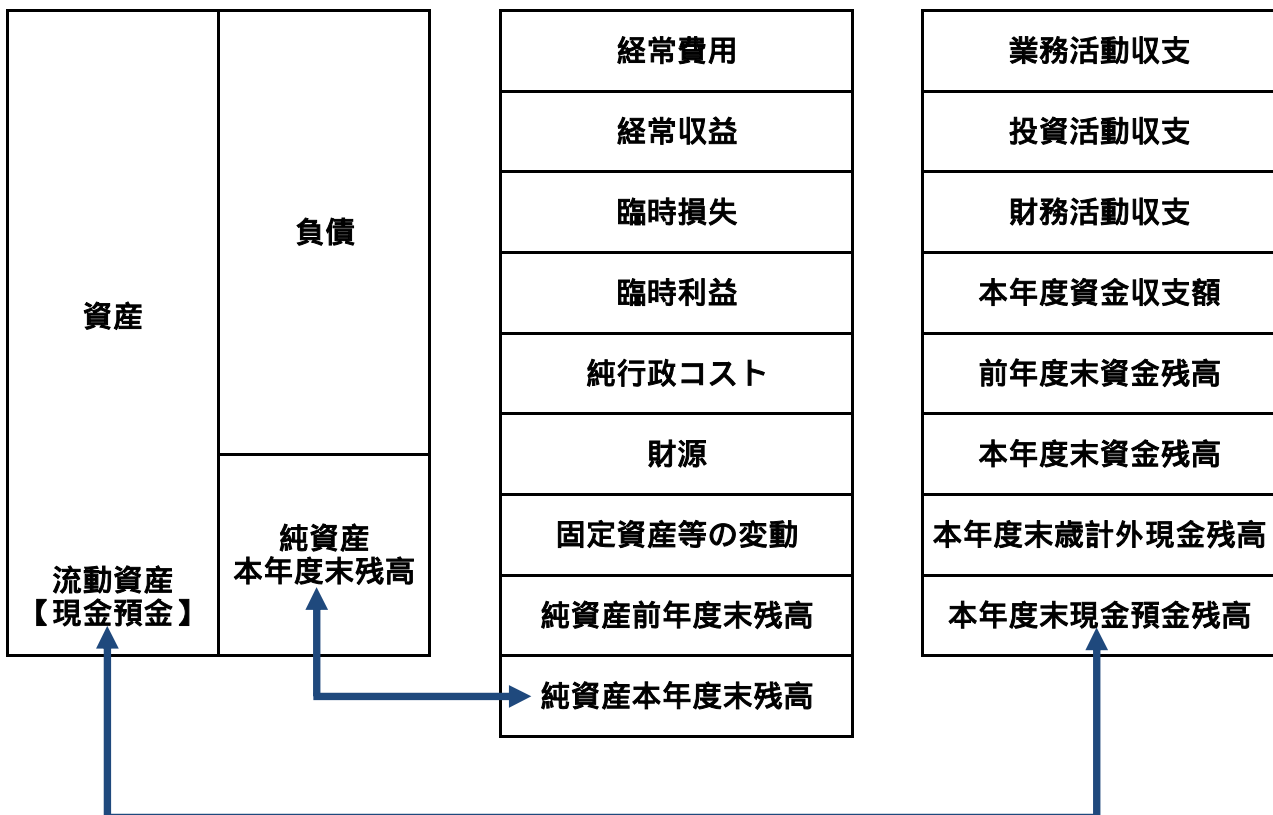 資産
流動資産
【現金預金】
負債
純資産
本年度末残高
経常費用
経常収益
臨時損失
臨時利益
純行政コスト
財源
固定資産等の変動
純資産前年度末残高
純資産本年度末残高
業務活動収支
投資活動収支
財務活動収支
本年度資金収支額
前年度末資金残高
本年度末資金残高
本年度末歳計外現金残高
本年度末現金預金残高